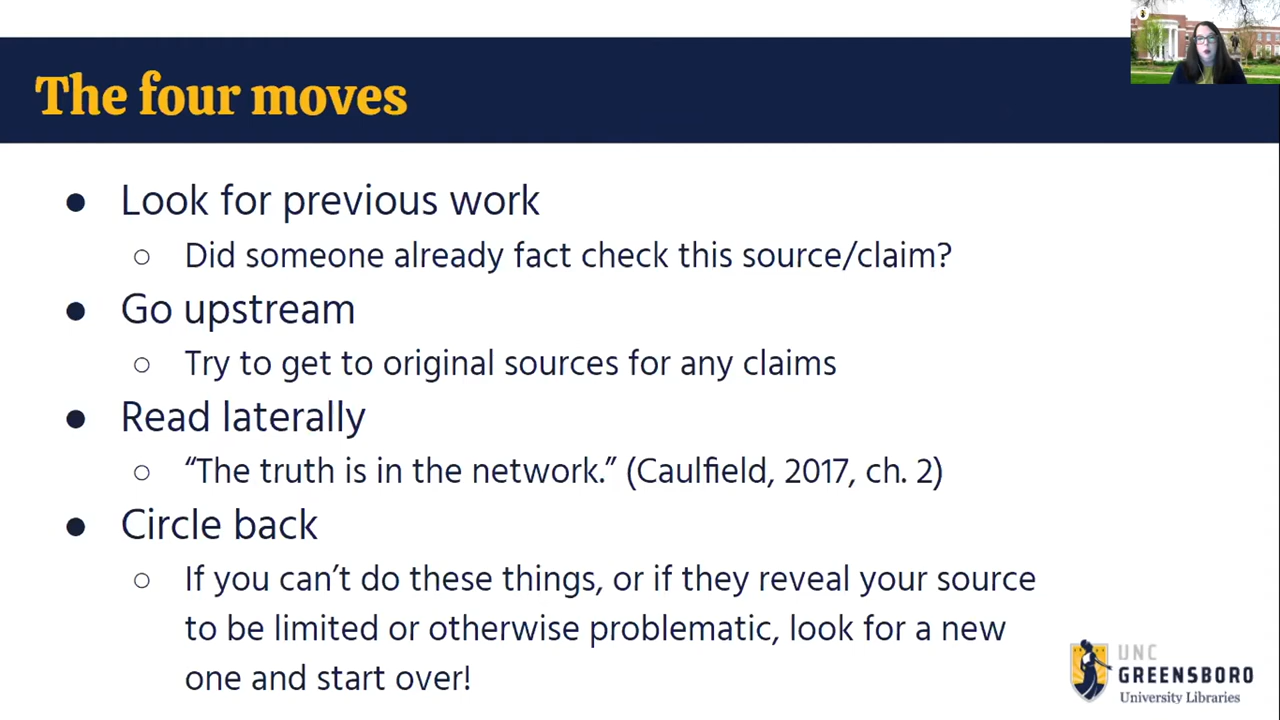 The four moves
● Look for previous work
○ Did someone already fact check this source/claim?
● Go upstream
○ Try to get to original sources for any claims
● Read laterally
○ “The truth is in the network.” (Caulfield, 2017, ch. 2)
● Circle back
○ If you can’t do these things, or if they reveal your source
to be limited or otherwise problematic, look for a new
one and start over!
UNC
GREENSBORO
University Libraries